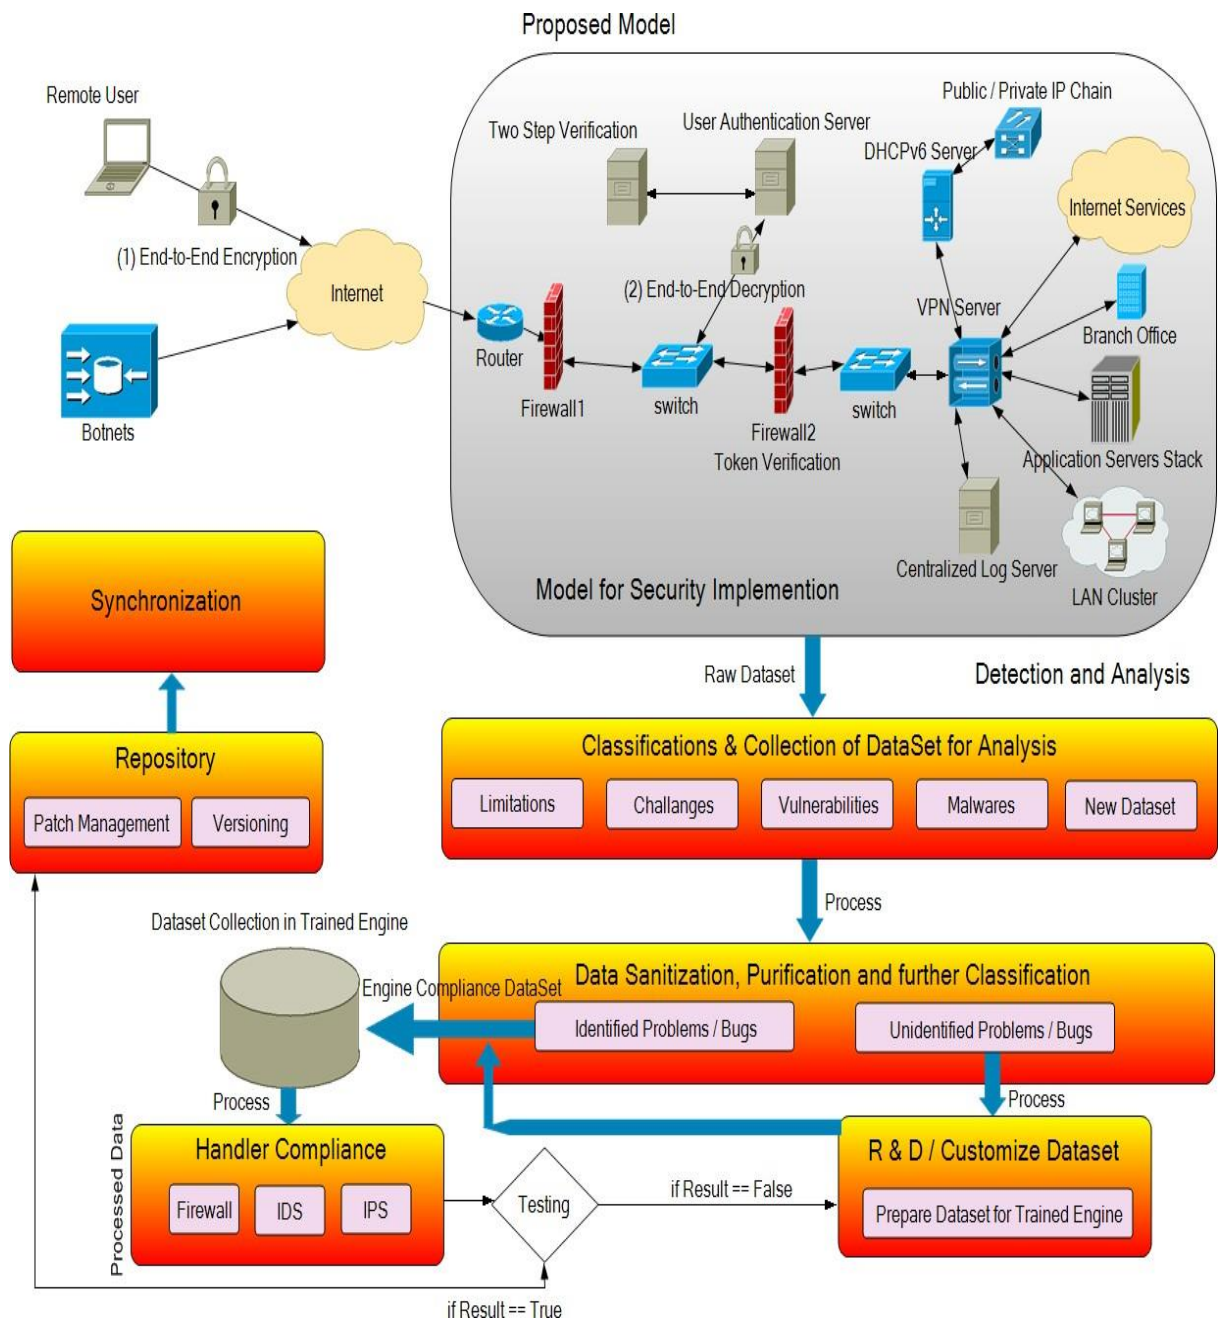 Proposed Model
Remote User
Public / Private IP Chain
Two Step Verification
User Authentication Server
DHCPv6 Server
Internet Services
(1) End-to-End Encryption
Internet
(2) End-to-End Decryption
VPN Server
Branch Office
Router
Firewall1
switch
switch
Botnets
Firewall2
Token Verification
Application Servers Stack
Centralized Log Server
LAN Cluster
Model for Security Implemention
Synchronization
Raw Dataset
Detection and Analysis
Repository
Patch Management
Versioning
Classifications & Collection of DataSet for Analysis
Limitations
Challanges
Vulnerabilities
Malwares
New Dataset
Process
Dataset Collection in Trained Engine
Data Sanitization, Purification and further Classification
Engine Compliance DataSet
Identified Problems / Bugs
Unidentified Problems / Bugs
Process
Process
Processed Data
Handler Compliance
Firewall
IDS
IPS
Testing
if Result == False
R & D / Customize Dataset
Prepare Dataset for Trained Engine
if Result == True